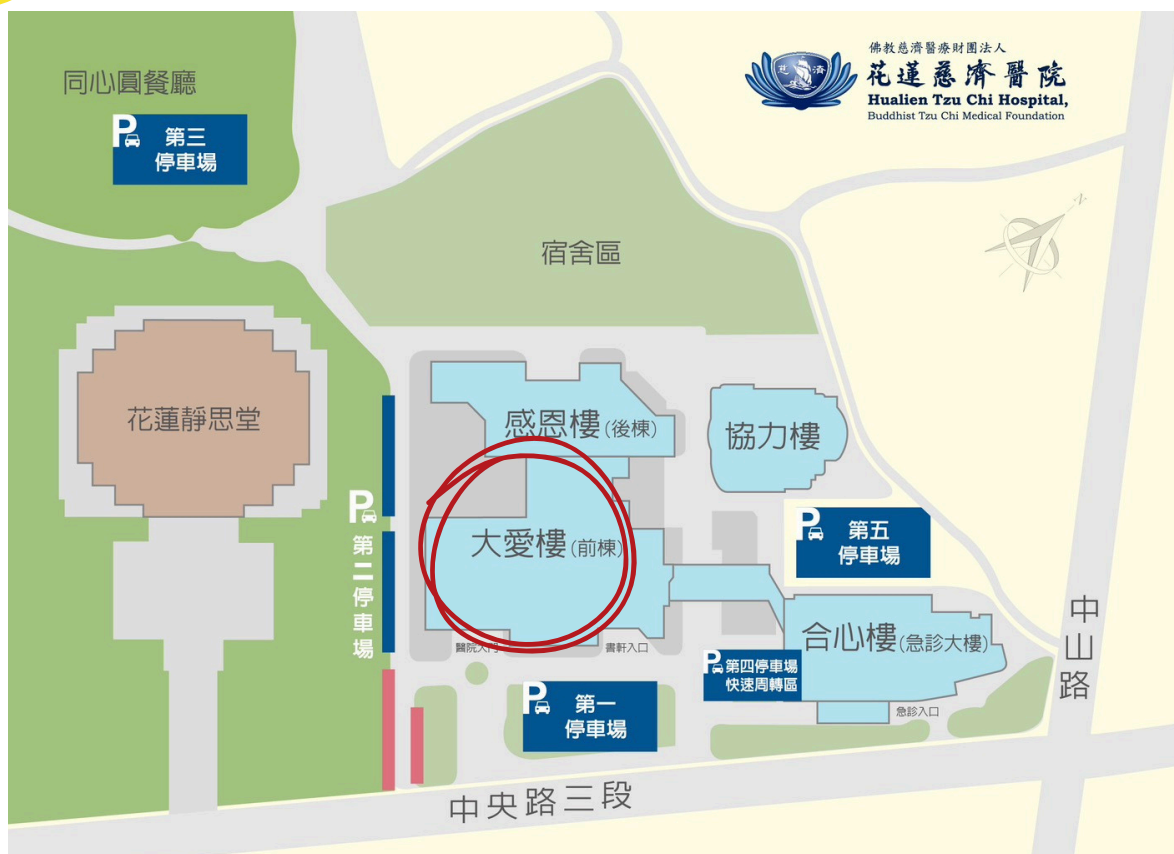 佛教慈濟醫療財團法人
花蓮慈濟醫院
Hualien Tzu Chi Hospital,
Buddhist Tzu Chi Medical Foundation
慈 濟
同心圓餐廳
P 第三
停車場
N
宿舍區
花蓮靜思堂
感恩樓(後棟)
協力樓
P
第二停車場
大愛樓(前棟)
P 第五
停車場
醫院大門
書軒入口
合心樓(急診大樓)
P 第四停車場
快速周轉區
急診入口
P 第一
停車場
中山路
中央路三段